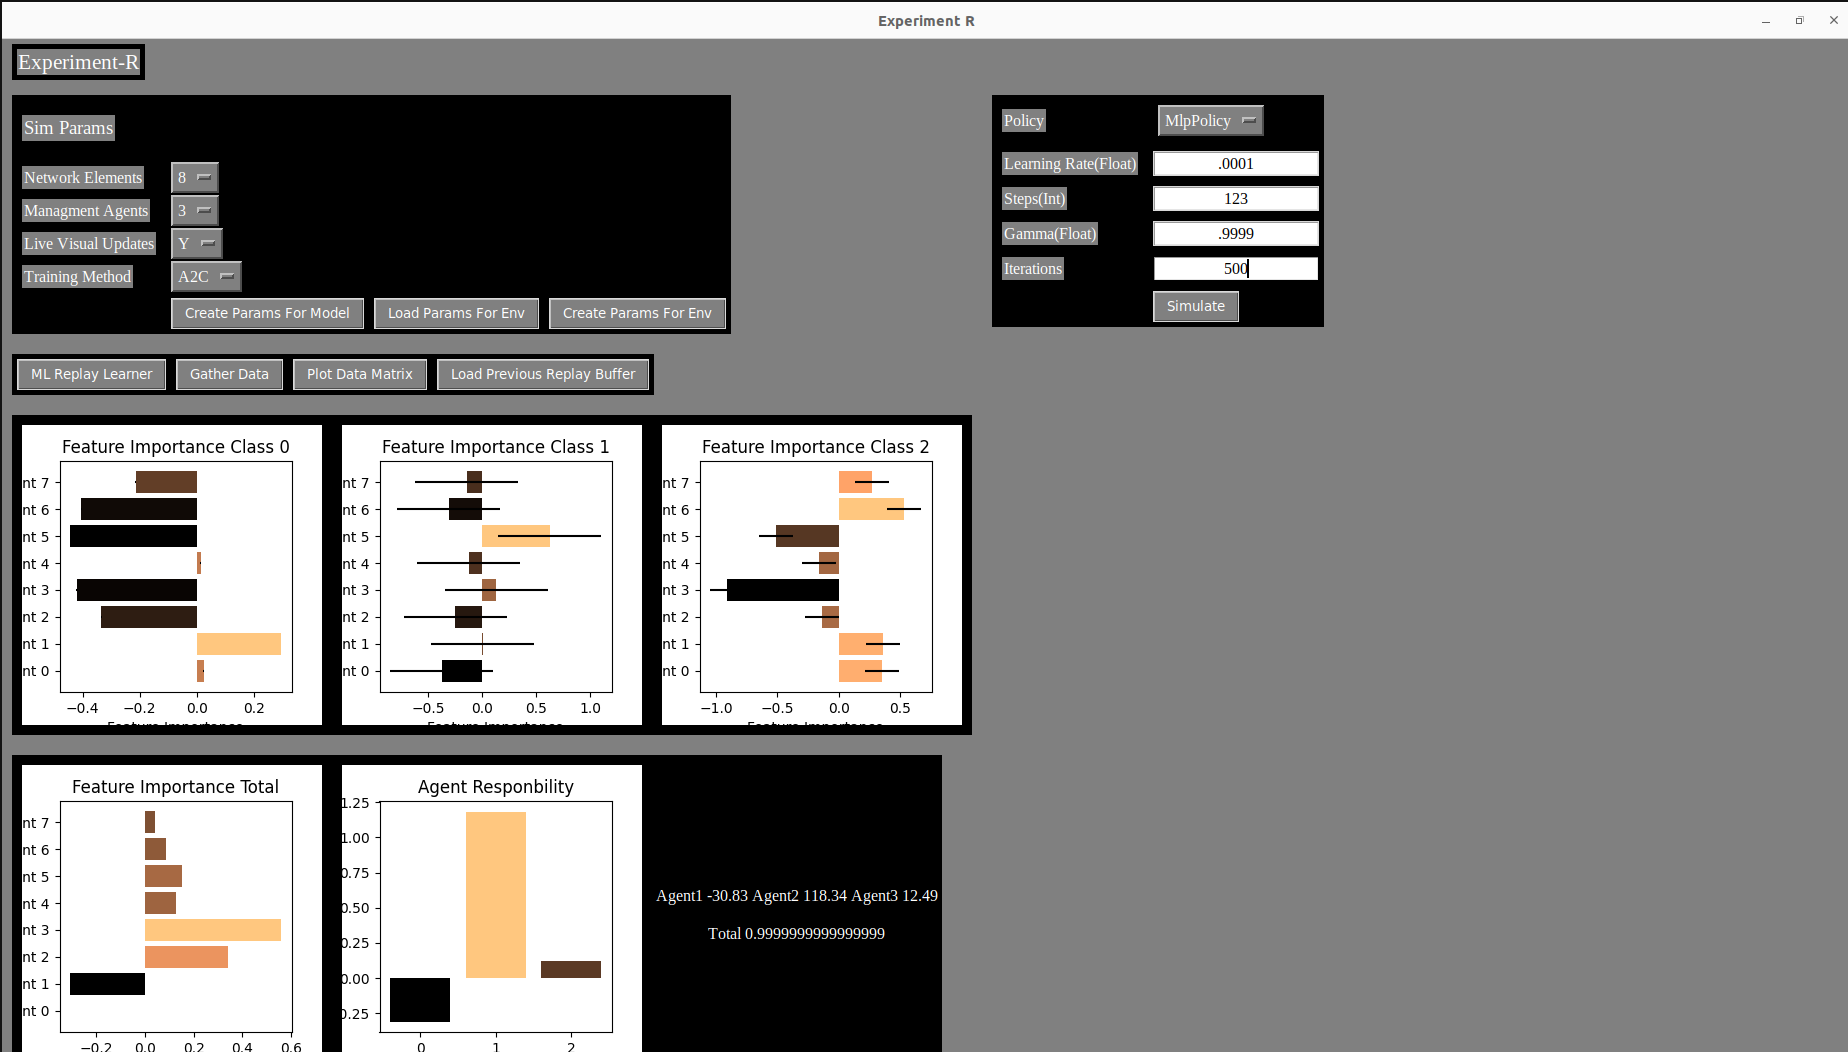 Experiment R
Experiment-R
Sim Params
Network Elements 8
Managment Agents 3
Live Visual Updates Y
Training Method A2C
Create Params For Model Load Params For Env Create Params For Env
Policy MlpPolicy
Learning Rate(Float) .0001
Steps(Int) 123
Gamma(Float) .9999
Iterations 500
Simulate
ML Replay Learner Gather Data Plot Data Matrix Load Previous Replay Buffer
Feature Importance Class 0
nt 7
nt 6
nt 5
nt 4
nt 3
nt 2
nt 1
nt 0
−0.4 −0.2 0.0 0.2
Feature Importance
Feature Importance Class 1
nt 7
nt 6
nt 5
nt 4
nt 3
nt 2
nt 1
nt 0
−0.5 0.0 0.5 1.0
Feature Importance
Feature Importance Class 2
nt 7
nt 6
nt 5
nt 4
nt 3
nt 2
nt 1
nt 0
−1.0 −0.5 0.0 0.5
Feature Importance
Feature Importance Total
nt 7
nt 6
nt 5
nt 4
nt 3
nt 2
nt 1
nt 0
−0.2 0.0 0.2 0.4 0.6
Agent Responbility
1.25
1.00
0.75
0.50
0.25
0.00
0.25
0 1 2
Agent1 -30.83 Agent2 118.34 Agent3 12.49
Total 0.9999999999999999